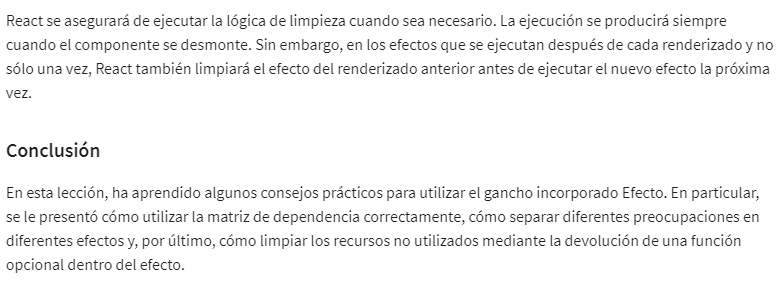 React se asegurará de ejecutar la lógica de limpieza cuando sea necesario. La ejecución se producirá siempre
cuando el componente se desmonte. Sin embargo, en los efectos que se ejecutan después de cada renderizado y no
sólo una vez, React también limpiará el efecto del renderizado anterior antes de ejecutar el nuevo efecto la próxima
vez.
Conclusión
En esta lección, ha aprendido algunos consejos prácticos para utilizar el gancho incorporado Efecto. En particular,
se le presentó cómo utilizar la matriz de dependencia correctamente, cómo separar diferentes preocupaciones en
diferentes efectos y, por último, cómo limpiar los recursos no utilizados mediante la devolución de una función
opcional dentro del efecto.